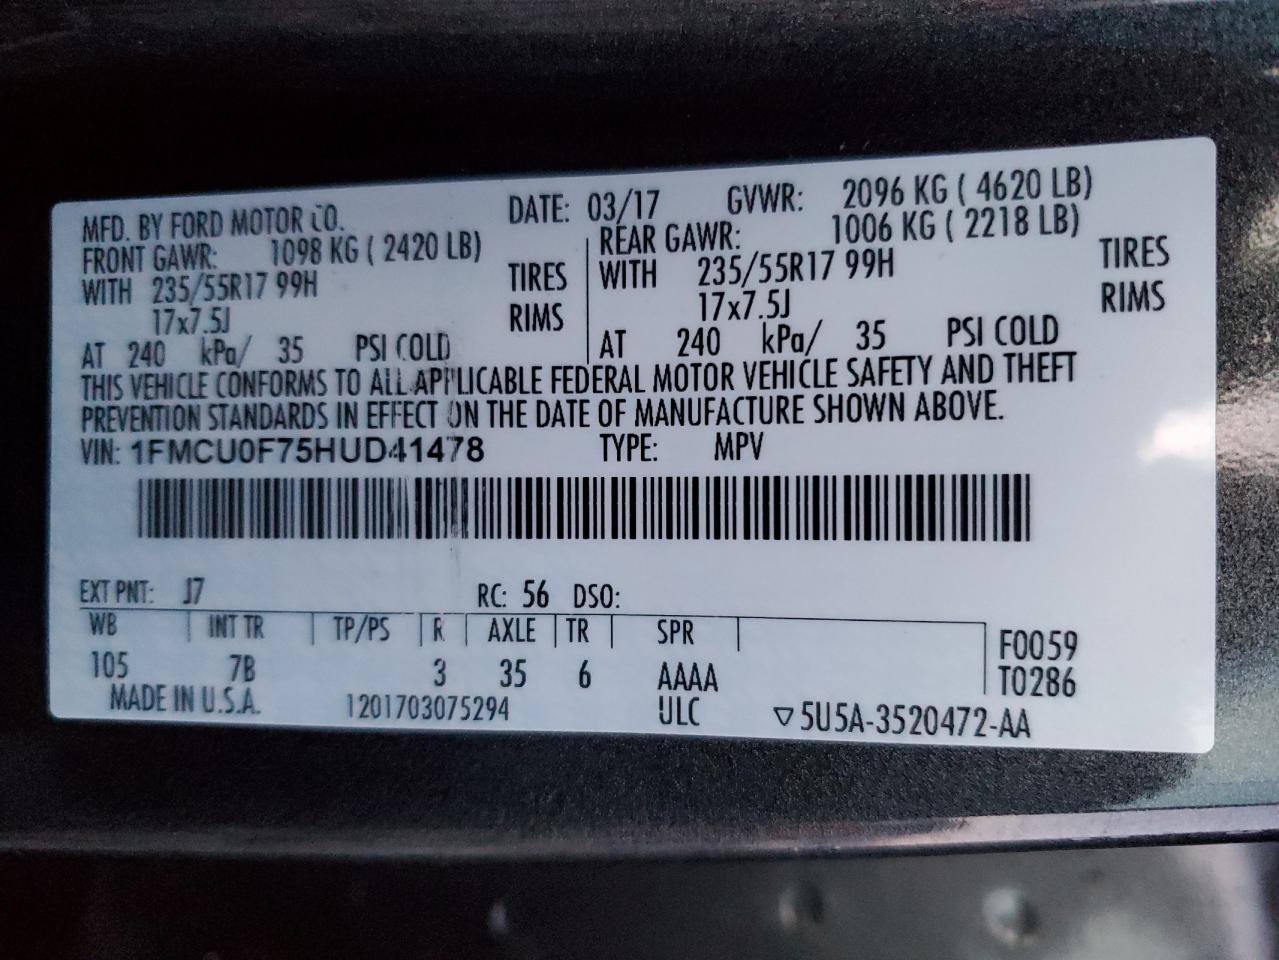 MFD. BY FORD MOTOR CO. DATE: 03/17 GVWR: 2096 KG ( 4620 LB)
FRONT GAWR: 1098 KG ( 2420 LB) REAR GAWR: 1006 KG ( 2218 LB)
WITH 235/55R17 99H TIRES WITH 235/55R17 99H TIRES
17x7.5J RIMS 17x7.5J RIMS
AT 240 kPa/ 35 PSI COLD AT 240 kPa/ 35 PSI COLD
THIS VEHICLE CONFORMS TO ALL APPLICABLE FEDERAL MOTOR VEHICLE SAFETY AND THEFT
PREVENTION STANDARDS IN EFFECT ON THE DATE OF MANUFACTURE SHOWN ABOVE.
VIN: 1FMCU0F75HUD41478 TYPE: MPV
EXT PNT: J7 RC: 56 DSO:
WB INT TR TP/PS R AXLE TR SPR F0059
105 7B 3 35 6 AAAA T0286
MADE IN U.S.A. 1201703075294 ULC ▽5U5A-3520472-AA